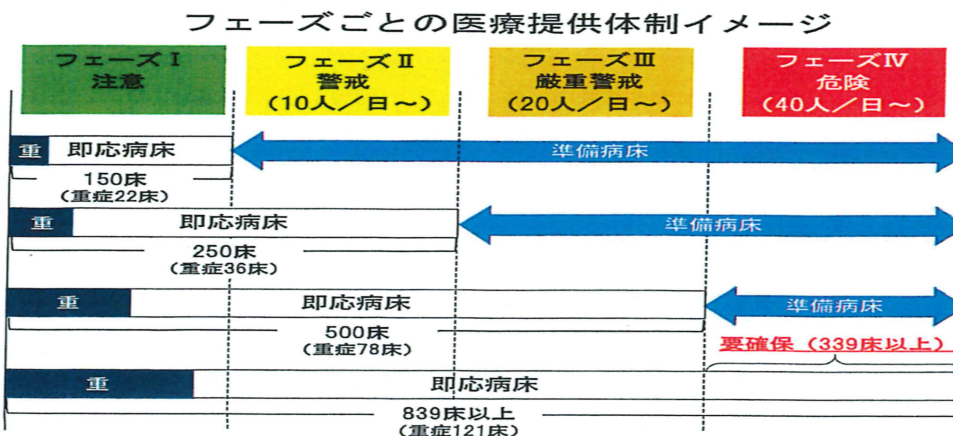 フェーズごとの医療提供体制イメージ
フェーズⅠ
注意
フェーズⅡ
警戒
(10人/日～)
フェーズⅢ
厳重警戒
(20人/日～)
フェーズⅣ
危険
(40人/日～)
重 即応病床 準備病床
150床
(重症22床)
重 即応病床 準備病床
250床
(重症36床)
重 即応病床 準備病床
500床
(重症78床)
要確保(339床以上)
重 即応病床
839床以上
(重症121床)